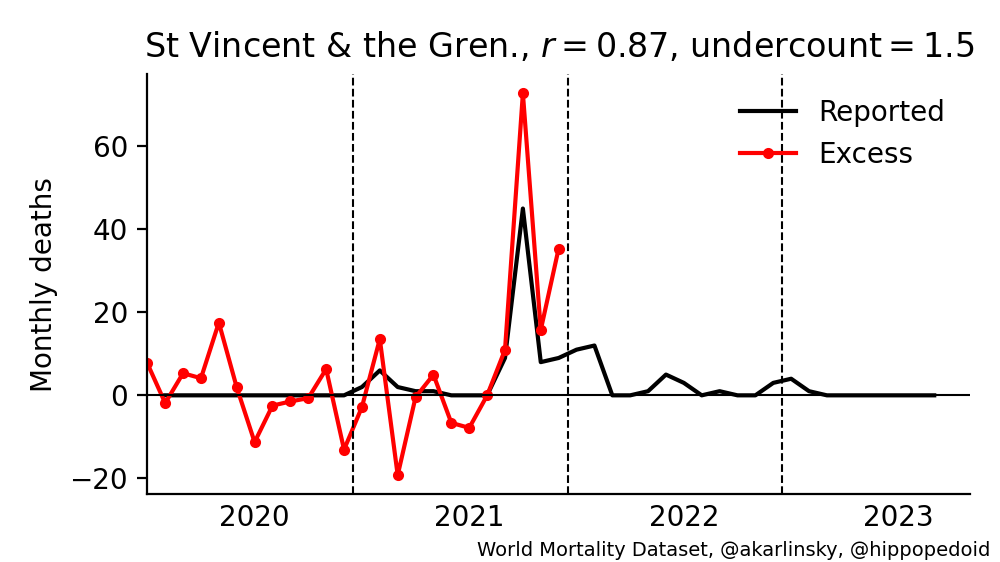 St Vincent & the Gren., r = 0.87, undercount = 1.5
Reported
Excess
Monthly deaths
60
40
20
0
−20
2020 2021 2022 2023
World Mortality Dataset, @akarlinsky, @hippopedoid